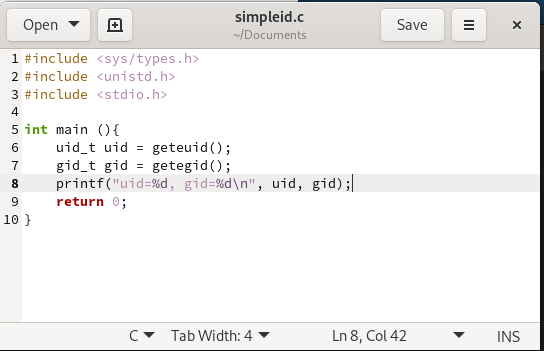 Open simpleid.c Save
~/Documents
1 #include <sys/types.h>
2 #include <unistd.h>
3 #include <stdio.h>
4
5 int main (){
6     uid_t uid = geteuid();
7     gid_t gid = getegid();
8     printf("uid=%d, gid=%d\n", uid, gid);
9     return 0;
10 }
C Tab Width: 4 Ln 8, Col 42 INS